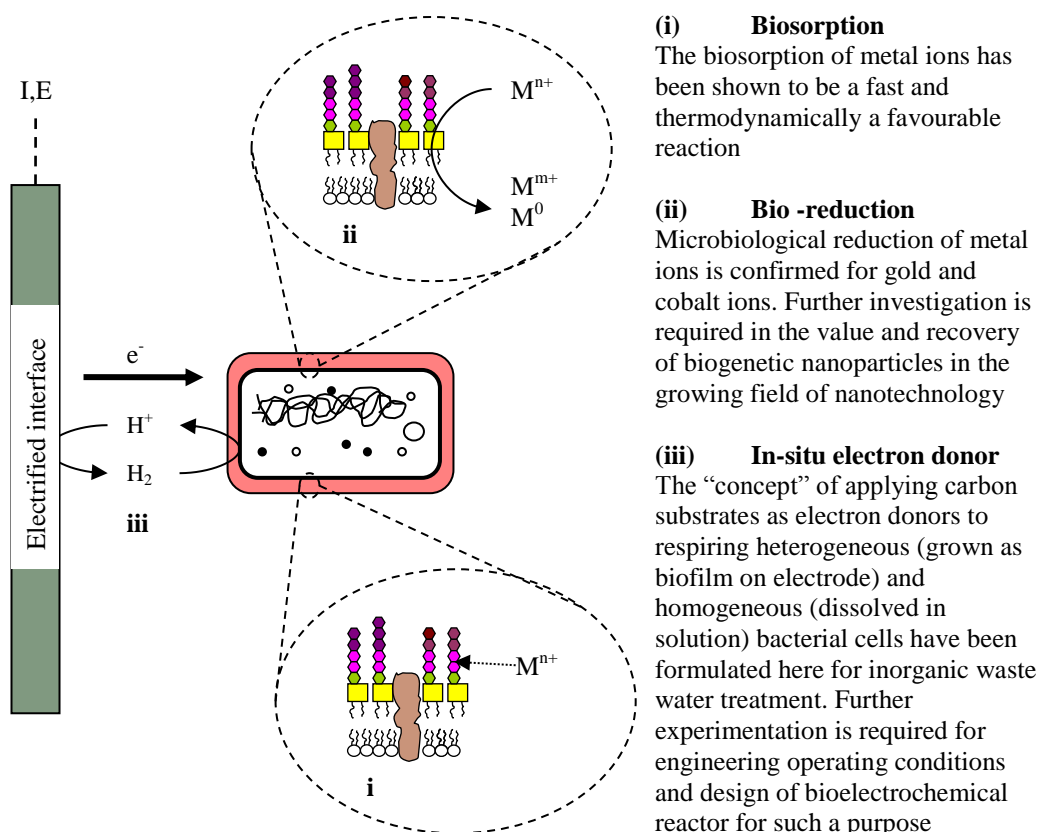 I,E
Electrified interface
e-
H+
H2
iii
Mn+
Mm+
M0
ii
Mn+
i
(i) Biosorption
The biosorption of metal ions has
been shown to be a fast and
thermodynamically a favourable
reaction
(ii) Bio -reduction
Microbiological reduction of metal
ions is confirmed for gold and
cobalt ions. Further investigation is
required in the value and recovery
of biogenetic nanoparticles in the
growing field of nanotechnology
(iii) In-situ electron donor
The “concept” of applying carbon
substrates as electron donors to
respiring heterogeneous (grown as
biofilm on electrode) and
homogeneous (dissolved in
solution) bacterial cells have been
formulated here for inorganic waste
water treatment. Further
experimentation is required for
engineering operating conditions
and design of bioelectrochemical
reactor for such a purpose